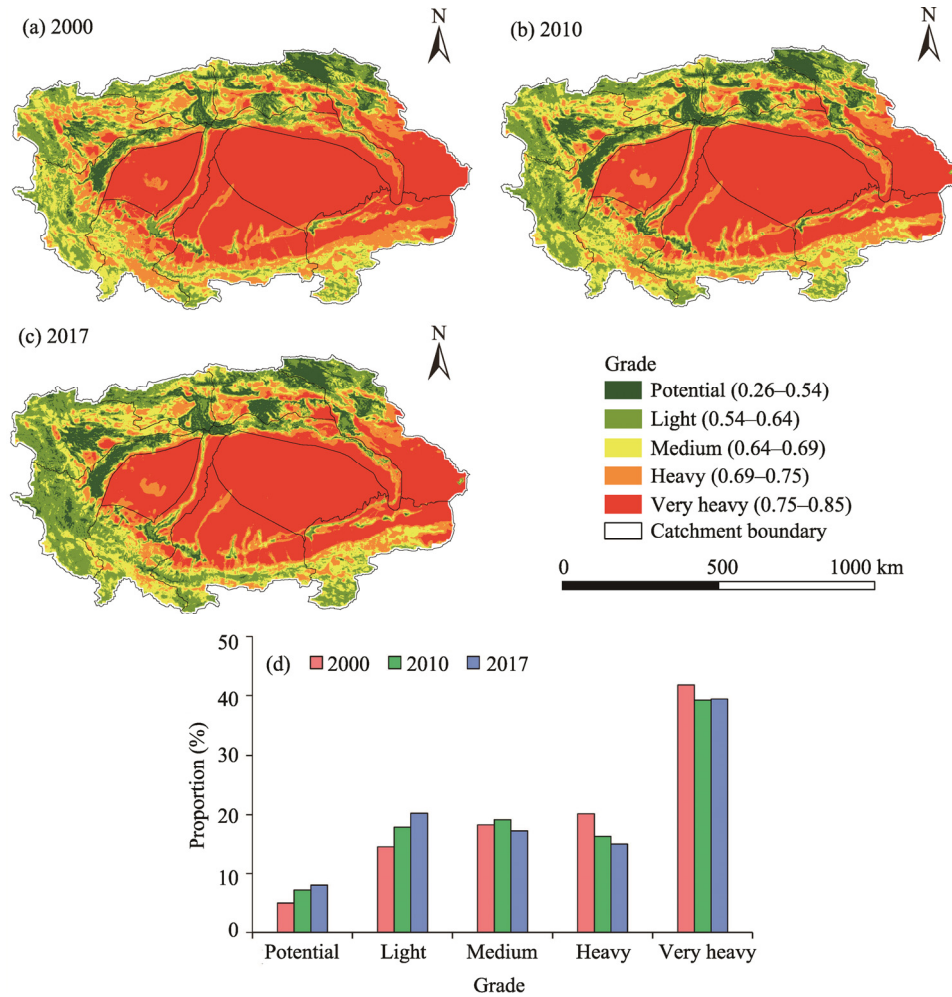 (a) 2000
N
(b) 2010
N
(c) 2017
N
Grade
Potential (0.26–0.54)
Light (0.54–0.64)
Medium (0.64–0.69)
Heavy (0.69–0.75)
Very heavy (0.75–0.85)
Catchment boundary
0 500 1000 km
(d) 2000 2010 2017
Proportion (%)
50
40
30
20
10
0
Potential Light Medium Heavy Very heavy
Grade